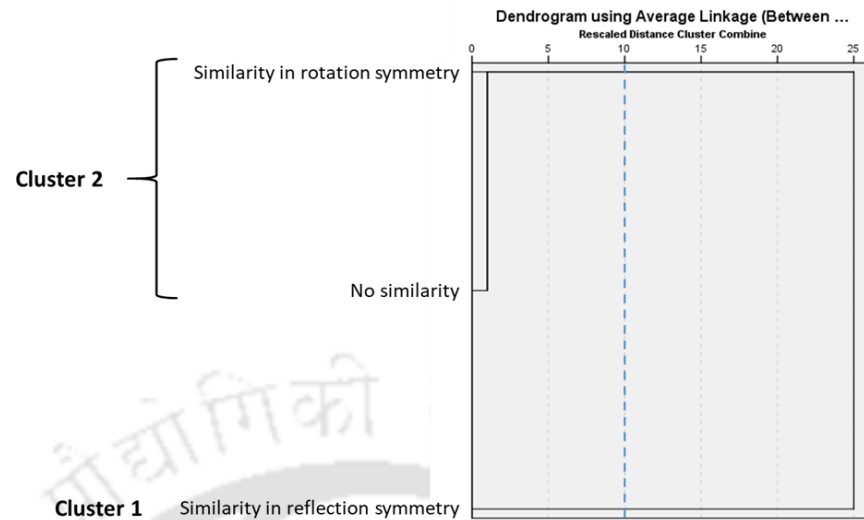 Dendrogram using Average Linkage (Between ...
Rescaled Distance Cluster Combine
0 5 10 15 20 25
Similarity in rotation symmetry
Cluster 2
No similarity
Cluster 1 Similarity in reflection symmetry